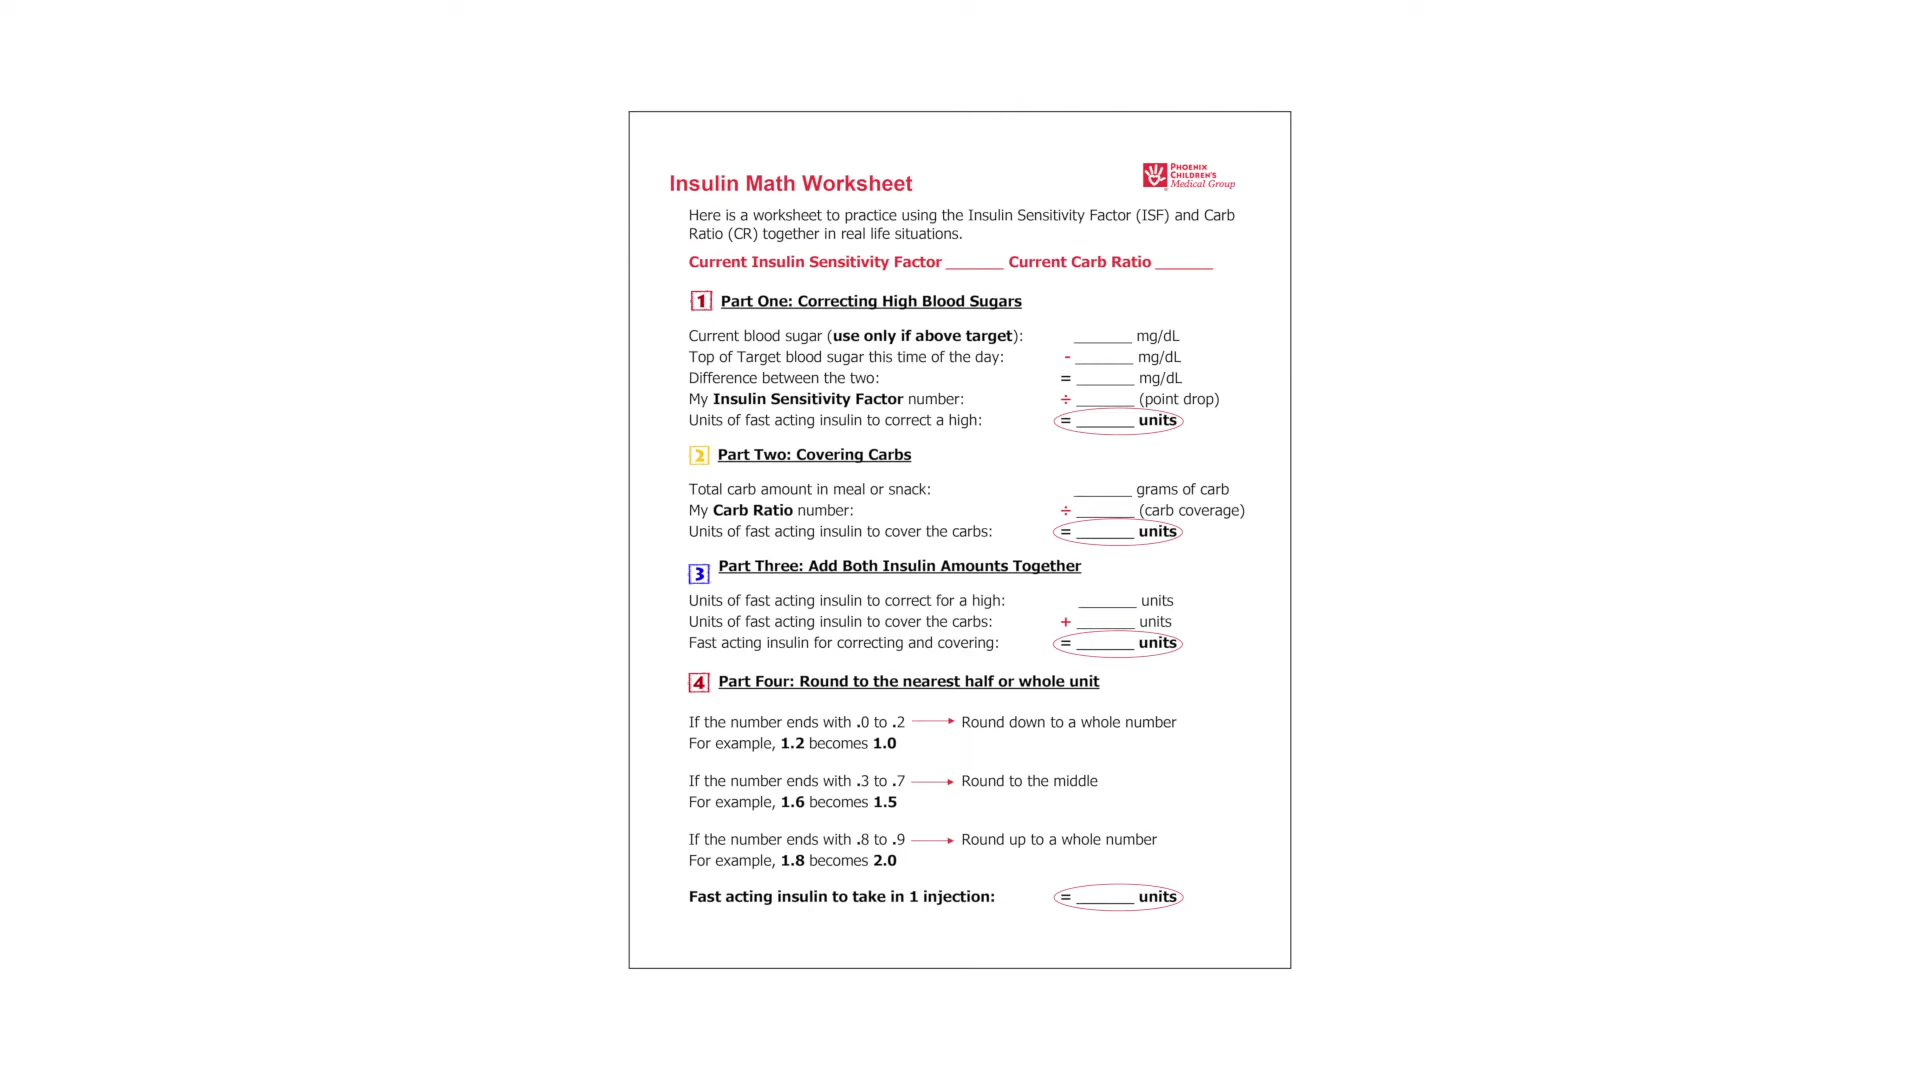 Insulin Math Worksheet
PHOENIX
CHILDREN'S
Medical Group
Here is a worksheet to practice using the Insulin Sensitivity Factor (ISF) and Carb
Ratio (CR) together in real life situations.
Current Insulin Sensitivity Factor _______ Current Carb Ratio _______
1 Part One: Correcting High Blood Sugars
Current blood sugar (use only if above target): _______ mg/dL
Top of Target blood sugar this time of the day: - _______ mg/dL
Difference between the two: = _______ mg/dL
My Insulin Sensitivity Factor number: ÷ _______ (point drop)
Units of fast acting insulin to correct a high: = _______ units
2 Part Two: Covering Carbs
Total carb amount in meal or snack: _______ grams of carb
My Carb Ratio number: ÷ _______ (carb coverage)
Units of fast acting insulin to cover the carbs: = _______ units
3 Part Three: Add Both Insulin Amounts Together
Units of fast acting insulin to correct for a high: _______ units
Units of fast acting insulin to cover the carbs: + _______ units
Fast acting insulin for correcting and covering: = _______ units
4 Part Four: Round to the nearest half or whole unit
If the number ends with .0 to .2 → Round down to a whole number
For example, 1.2 becomes 1.0
If the number ends with .3 to .7 → Round to the middle
For example, 1.6 becomes 1.5
If the number ends with .8 to .9 → Round up to a whole number
For example, 1.8 becomes 2.0
Fast acting insulin to take in 1 injection: = _______ units